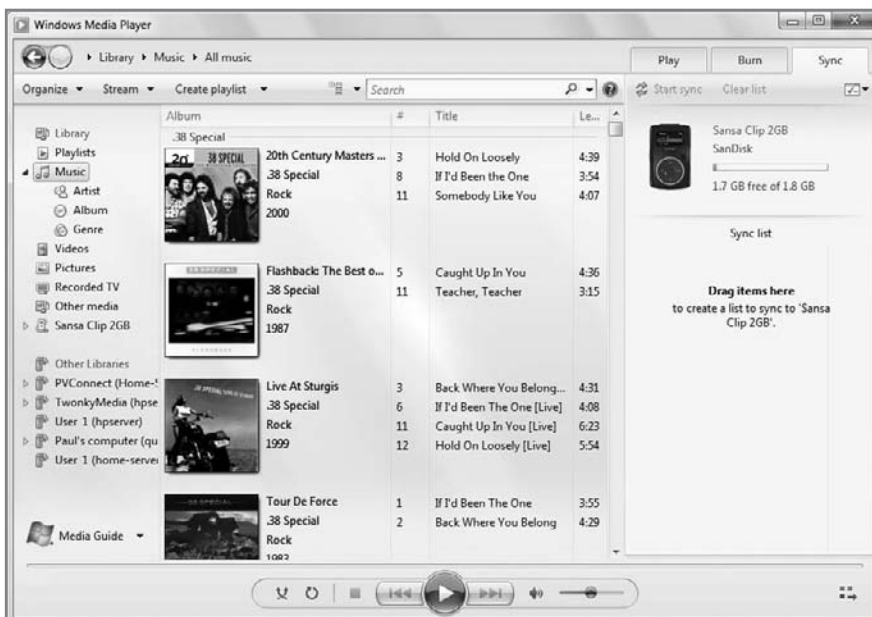 Windows Media Player
Library ▸ Music ▸ All music
Play Burn Sync
Organize Stream Create playlist Search
Start sync Clear list
Library
Playlists
Music
Artist
Album
Genre
Videos
Pictures
Recorded TV
Other media
Sansa Clip 2GB
Other Libraries
PVConnect (Home-S
TwonkyMedia (hpse
User 1 (hpserver)
Paul's computer (qu
User 1 (home-server
Media Guide
Album # Title Le...
.38 Special
20th Century Masters ... 3 Hold On Loosely 4:39
.38 Special 8 If I'd Been the One 3:54
Rock 11 Somebody Like You 4:07
2000
Flashback: The Best o... 5 Caught Up In You 4:36
.38 Special 11 Teacher, Teacher 3:15
Rock
1987
Live At Sturgis 3 Back Where You Belong... 4:31
.38 Special 6 If I'd Been The One [Live] 4:08
Rock 11 Caught Up In You [Live] 6:23
1999 12 Hold On Loosely [Live] 5:54
Tour De Force 1 If I'd Been The One 3:55
.38 Special 2 Back Where You Belong 4:29
Rock
1983
20th 38 SPECIAL
38 SPECIAL
FLASHBACK
Sansa Clip 2GB
SanDisk
1.7 GB free of 1.8 GB
Sync list
Drag items here
to create a list to sync to 'Sansa
Clip 2GB'.